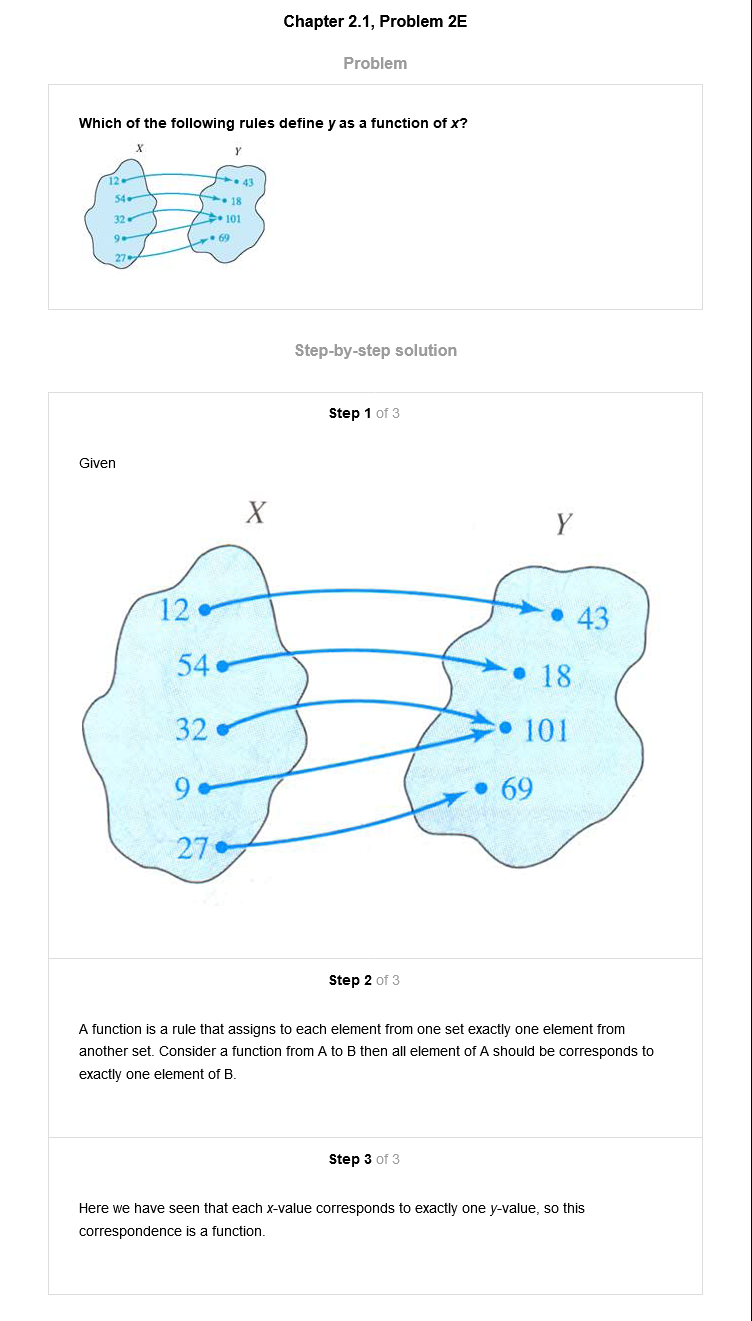 Chapter 2.1, Problem 2E
Problem
Which of the following rules define y as a function of x?
X Y
12 43
54 18
32 101
9 69
27
Step-by-step solution
Step 1 of 3
Given
X Y
12 43
54 18
32 101
9 69
27
Step 2 of 3
A function is a rule that assigns to each element from one set exactly one element from
another set. Consider a function from A to B then all element of A should be corresponds to
exactly one element of B.
Step 3 of 3
Here we have seen that each x-value corresponds to exactly one y-value, so this
correspondence is a function.